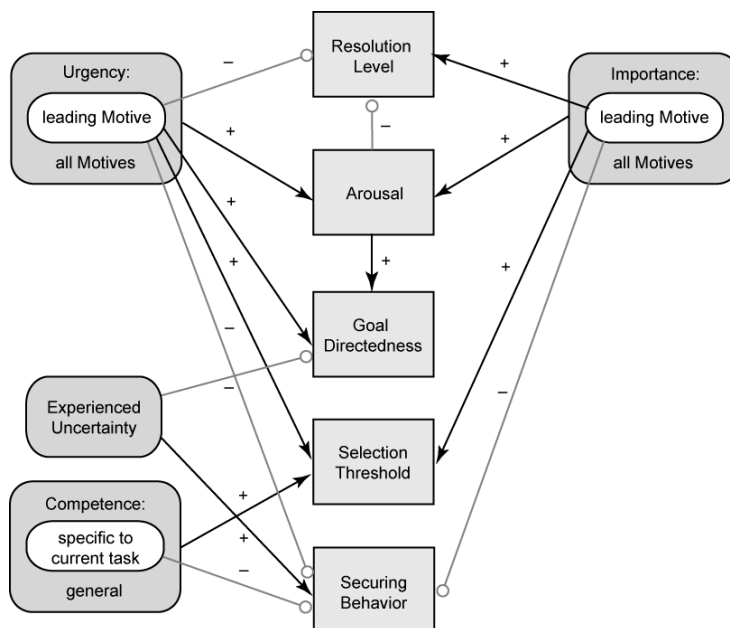 Urgency:
leading Motive
all Motives
Resolution
Level
Importance:
leading Motive
all Motives
Arousal
Goal
Directedness
Experienced
Uncertainty
Selection
Threshold
Competence:
specific to
current task
general
Securing
Behavior
–
+
+
–
+
+
+
+
+
–
–
+
–
+
+
–